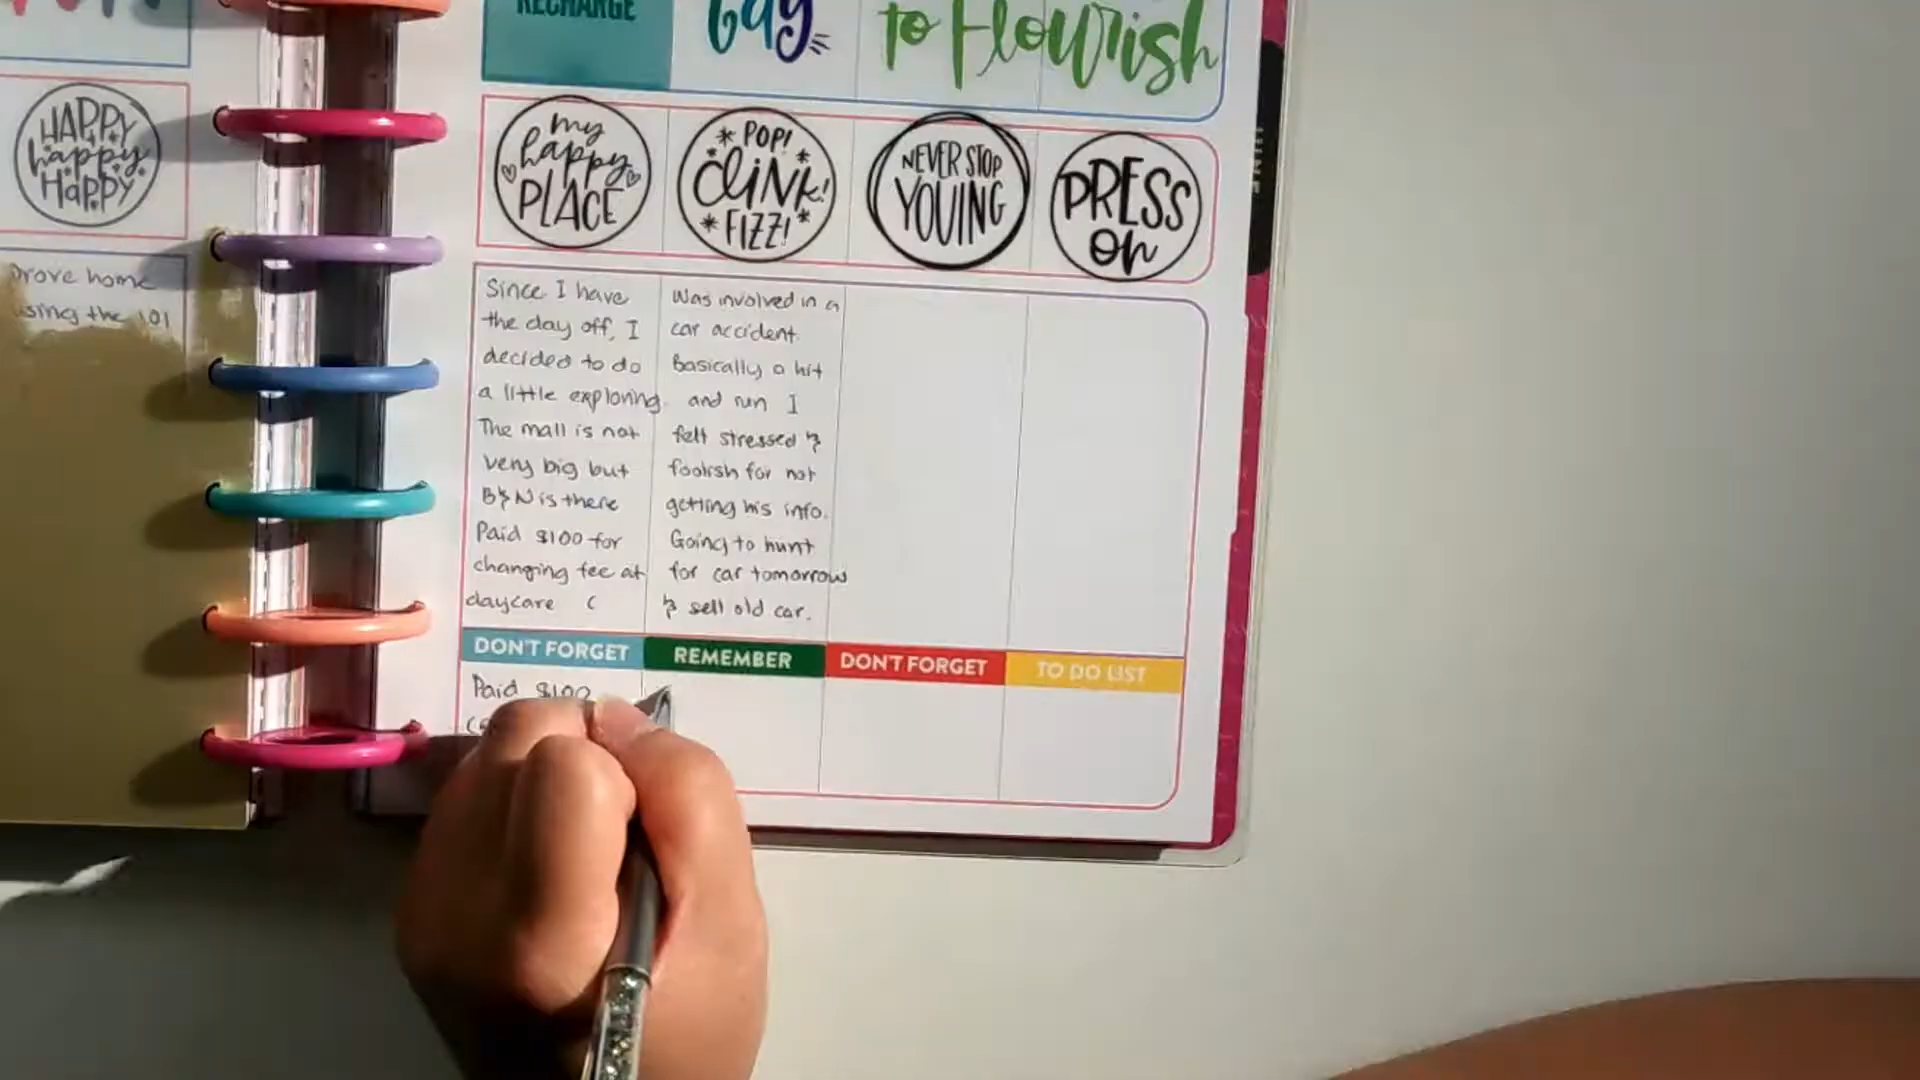 RECHARGE
day
to Flourish
HAPPY
happy
HAPPY
my
happy
PLACE
POP!
CLINK!
FIZZ!
NEVER STOP
YOUING
PRESS
on
JUNE
Drove home
using the 101
Since I have
the day off, I
decided to do
a little exploring.
The mall is not
very big but
B&N is there
Paid $100 for
changing fee at
daycare (
Was involved in a
car accident.
Basically a hit
and run I
felt stressed &
foolish for not
getting his info.
Going to hunt
for car tomorrow
& sell old car.
DON'T FORGET
REMEMBER
DON'T FORGET
TO DO LIST
Paid $100